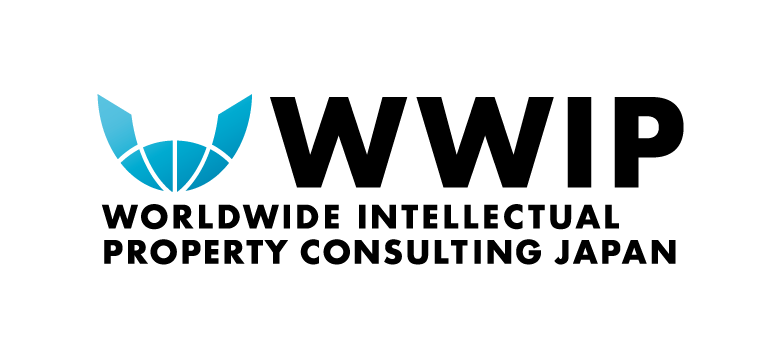 WWIP
WORLDWIDE INTELLECTUAL
PROPERTY CONSULTING JAPAN